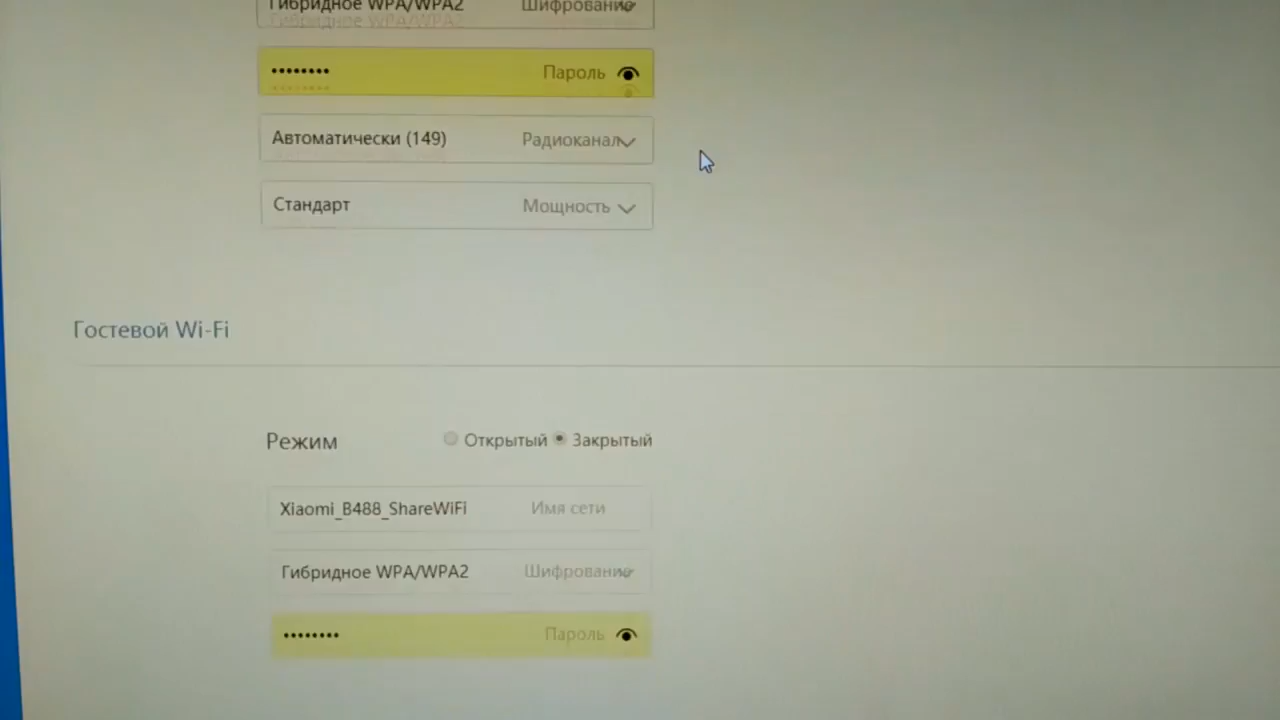 Гибридное WPA/WPA2 Шифрование
•••••••• Пароль
Автоматически (149) Радиоканал
Стандарт Мощность
Гостевой Wi-Fi
Режим Открытый Закрытый
Xiaomi_B488_ShareWiFi Имя сети
Гибридное WPA/WPA2 Шифрование
•••••••• Пароль